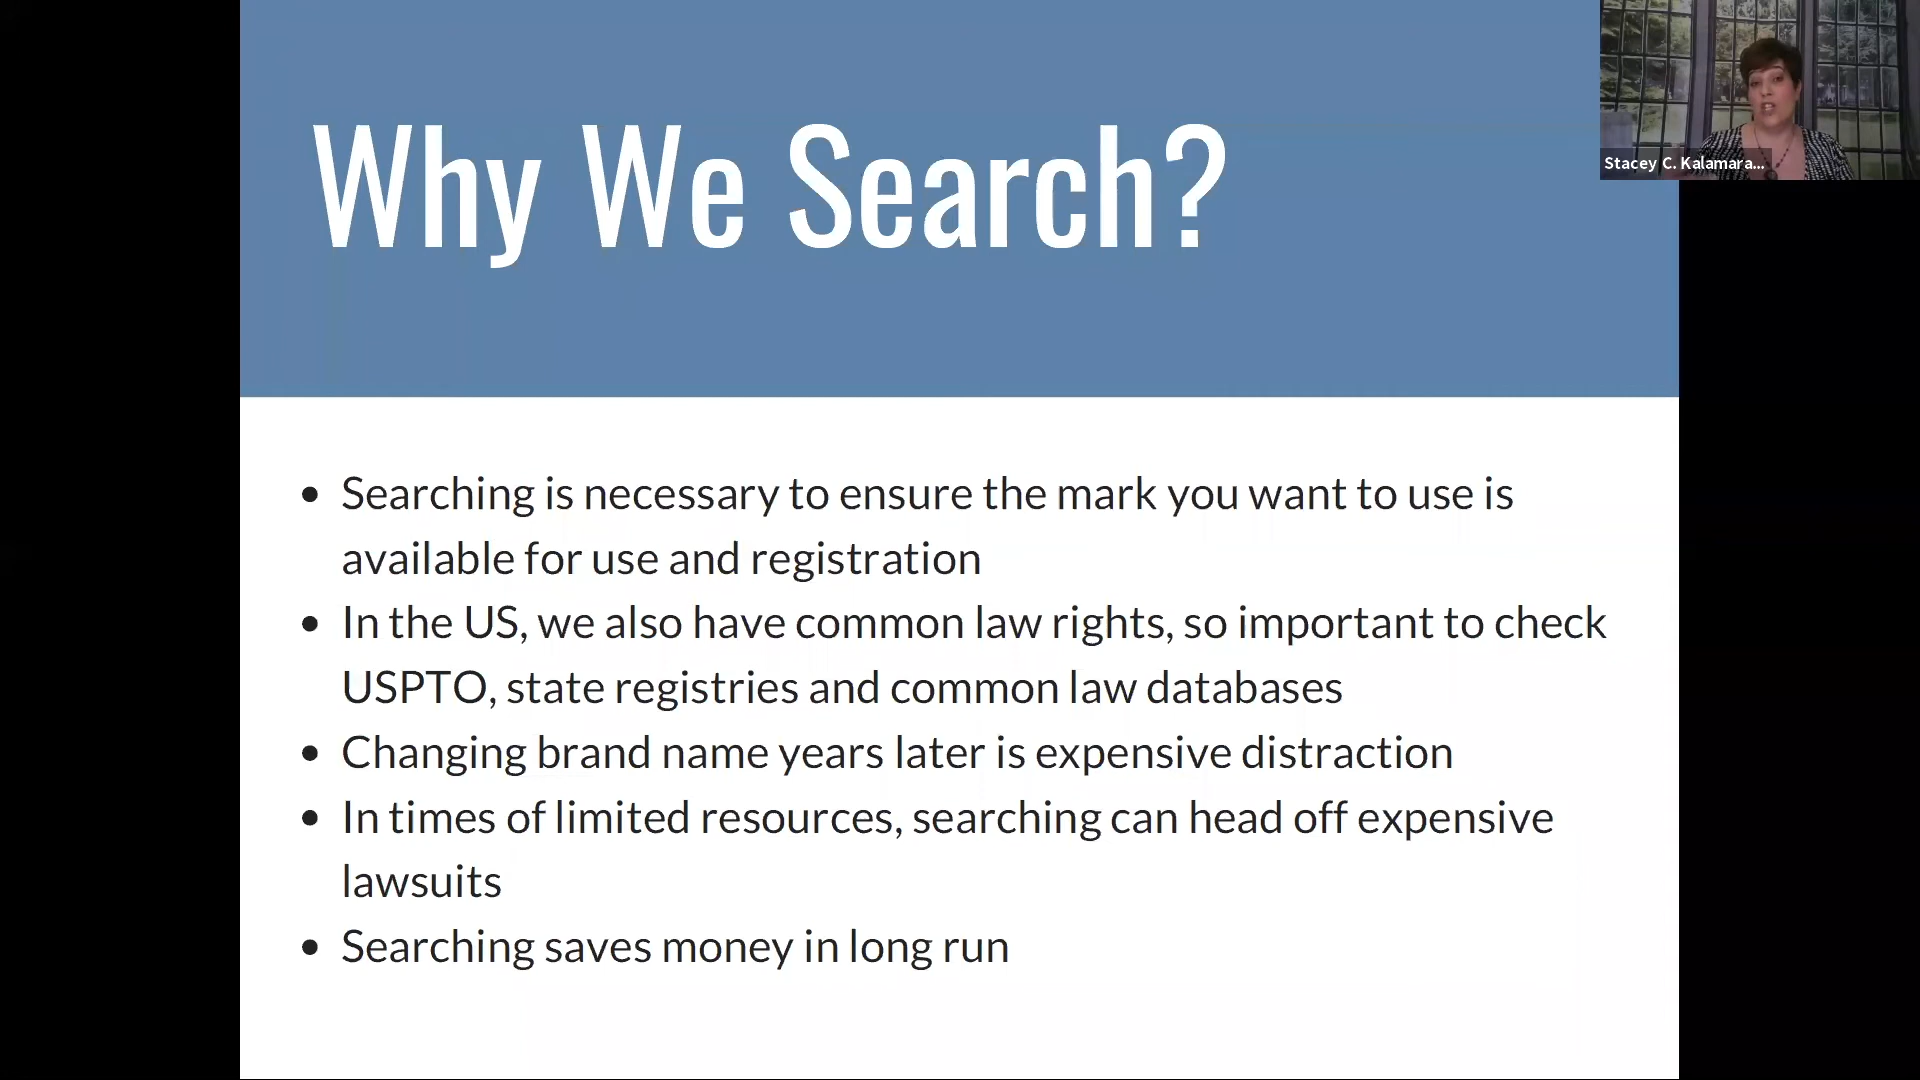 Why We Search?
Stacey C. Kalamara...
• Searching is necessary to ensure the mark you want to use is
available for use and registration
• In the US, we also have common law rights, so important to check
USPTO, state registries and common law databases
• Changing brand name years later is expensive distraction
• In times of limited resources, searching can head off expensive
lawsuits
• Searching saves money in long run